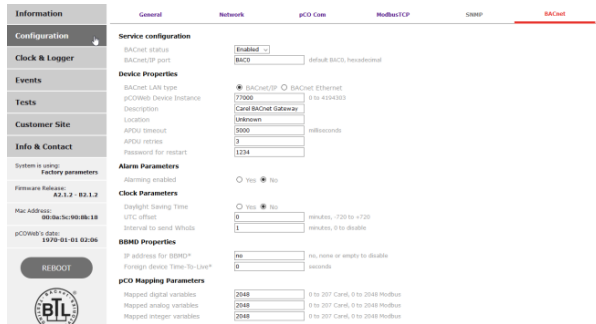 Information
General Network pCO Com ModbusTCP SNMP BACnet
Configuration
Clock & Logger
Events
Tests
Customer Site
Info & Contact
System is using:
Factory parameters
Firmware Release:
A2.1.2 - B2.1.2
Mac Address:
00:0a:5c:90:8b:18
pCOWeb's date:
1970-01-01 02:06
REBOOT
BTL
Service configuration
BACnet status Enabled
BACnet/IP port BAC0 default BAC0, hexadecimal
Device Properties
BACnet LAN type BACnet/IP BACnet Ethernet
pCOWeb Device Instance 77000 0 to 4194303
Description Carel BACnet Gateway
Location Unknown
APDU timeout 5000 milliseconds
APDU retries 3
Password for restart 1234
Alarm Parameters
Alarming enabled Yes No
Clock Parameters
Daylight Saving Time Yes No
UTC offset 0 minutes, -720 to +720
Interval to send WhoIs 1 minutes, 0 to disable
BBMD Properties
IP address for BBMD* no no, none or empty to disable
Foreign device Time-To-Live* 0 seconds
pCO Mapping Parameters
Mapped digital variables 2048 0 to 207 Carel, 0 to 2048 Modbus
Mapped analog variables 2048 0 to 207 Carel, 0 to 2048 Modbus
Mapped integer variables 2048 0 to 207 Carel, 0 to 2048 Modbus